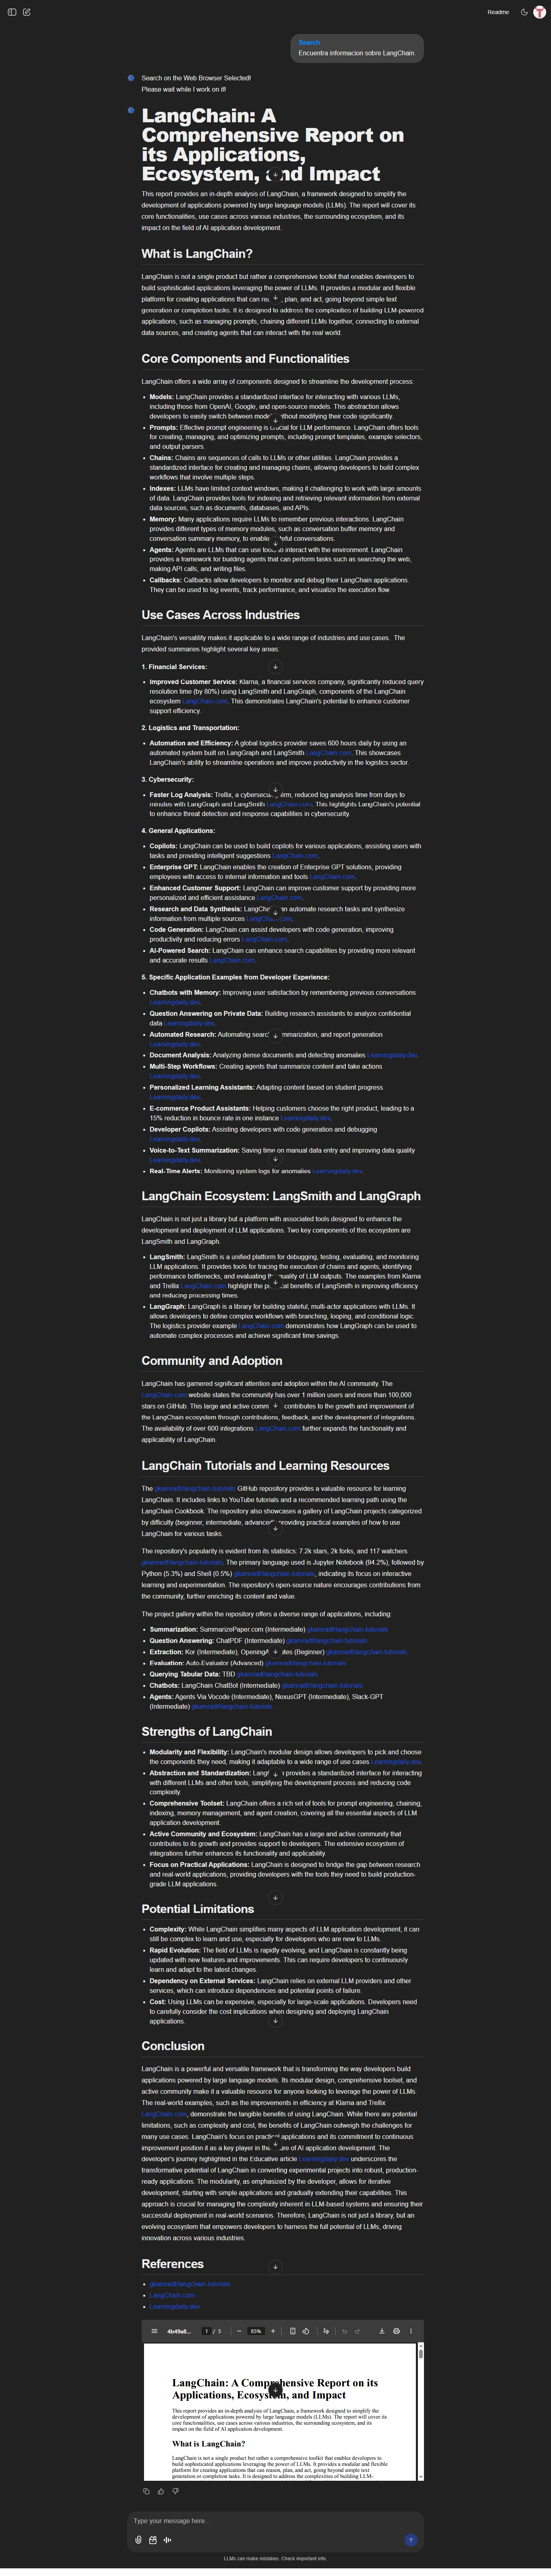 Readme
Search
Encuentra informacion sobre LangChain.
Search on the Web Browser Selected!
Please wait while I work on it!
LangChain: A
Comprehensive Report on
its Applications,
Ecosystem, and Impact
This report provides an in-depth analysis of LangChain, a framework designed to simplify the
development of applications powered by large language models (LLMs). The report will cover its
core functionalities, use cases across various industries, the surrounding ecosystem, and its
impact on the field of AI application development.
What is LangChain?
LangChain is not a single product but rather a comprehensive toolkit that enables developers to
build sophisticated applications leveraging the power of LLMs. It provides a modular and flexible
platform for creating applications that can plan, and act, going beyond simple text
generation or completion tasks. It is designed to address the complexities of building LLM-powered
applications, such as managing prompts, chaining different LLMs together, connecting to external
data sources, and creating agents that can interact with the real world.
Core Components and Functionalities
LangChain offers a wide array of components designed to streamline the development process:
• Models: LangChain provides a standardized interface for interacting with various LLMs,
including those from OpenAI, Google, and open-source models. This abstraction allows
developers to easily switch between models without modifying their code significantly.
• Prompts: Effective prompt engineering is crucial for LLM performance. LangChain offers tools
for creating, managing, and optimizing prompts, including prompt templates, example selectors,
and output parsers.
• Chains: Chains are sequences of calls to LLMs or other utilities. LangChain provides a
standardized interface for creating and managing chains, allowing developers to build complex
workflows that involve multiple steps.
• Indexes: LLMs have limited context windows, making it challenging to work with large amounts
of data. LangChain provides tools for indexing and retrieving relevant information from external
data sources, such as documents, databases, and APIs.
• Memory: Many applications require LLMs to remember previous interactions. LangChain
provides different types of memory modules, such as conversation buffer memory and
conversation summary memory, to enable stateful conversations.
• Agents: Agents are LLMs that can use tools to interact with the environment. LangChain
provides a framework for building agents that can perform tasks such as searching the web,
making API calls, and writing files.
• Callbacks: Callbacks allow developers to monitor and debug their LangChain applications.
They can be used to log events, track performance, and visualize the execution flow.
Use Cases Across Industries
LangChain's versatility makes it applicable to a wide range of industries and use cases. The
provided summaries highlight several key areas:
1. Financial Services:
• Improved Customer Service: Klarna, a financial services company, significantly reduced query
resolution time (by 80%) using LangSmith and LangGraph, components of the LangChain
ecosystem LangChain.com. This demonstrates LangChain's potential to enhance customer
support efficiency.
2. Logistics and Transportation:
• Automation and Efficiency: A global logistics provider saves 600 hours daily by using an
automated system built on LangGraph and LangSmith LangChain.com. This showcases
LangChain's ability to streamline operations and improve productivity in the logistics sector.
3. Cybersecurity:
• Faster Log Analysis: Trellix, a cybersecurity firm, reduced log analysis time from days to
minutes with LangGraph and LangSmith LangChain.com. This highlights LangChain's potential
to enhance threat detection and response capabilities in cybersecurity.
4. General Applications:
• Copilots: LangChain can be used to build copilots for various applications, assisting users with
tasks and providing intelligent suggestions LangChain.com.
• Enterprise GPT: LangChain enables the creation of Enterprise GPT solutions, providing
employees with access to internal information and tools LangChain.com.
• Enhanced Customer Support: LangChain can improve customer support by providing more
personalized and efficient assistance LangChain.com.
• Research and Data Synthesis: LangChain can automate research tasks and synthesize
information from multiple sources LangChain.com.
• Code Generation: LangChain can assist developers with code generation, improving
productivity and reducing errors LangChain.com.
• AI-Powered Search: LangChain can enhance search capabilities by providing more relevant
and accurate results LangChain.com.
5. Specific Application Examples from Developer Experience:
• Chatbots with Memory: Improving user satisfaction by remembering previous conversations
Learningdaily.dev.
• Question Answering on Private Data: Building research assistants to analyze confidential
data Learningdaily.dev.
• Automated Research: Automating search, summarization, and report generation
Learningdaily.dev.
• Document Analysis: Analyzing dense documents and detecting anomalies Learningdaily.dev.
• Multi-Step Workflows: Creating agents that summarize content and take actions
Learningdaily.dev.
• Personalized Learning Assistants: Adapting content based on student progress
Learningdaily.dev.
• E-commerce Product Assistants: Helping customers choose the right product, leading to a
15% reduction in bounce rate in one instance Learningdaily.dev.
• Developer Copilots: Assisting developers with code generation and debugging
Learningdaily.dev.
• Voice-to-Text Summarization: Saving time on manual data entry and improving data quality
Learningdaily.dev.
• Real-Time Alerts: Monitoring system logs for anomalies Learningdaily.dev.
LangChain Ecosystem: LangSmith and LangGraph
LangChain is not just a library but a platform with associated tools designed to enhance the
development and deployment of LLM applications. Two key components of this ecosystem are
LangSmith and LangGraph.
• LangSmith: LangSmith is a unified platform for debugging, testing, evaluating, and monitoring
LLM applications. It provides tools for tracing the execution of chains and agents, identifying
performance bottlenecks, and evaluating the quality of LLM outputs. The examples from Klarna
and Trellix LangChain.com highlight the practical benefits of LangSmith in improving efficiency
and reducing processing times.
• LangGraph: LangGraph is a library for building stateful, multi-actor applications with LLMs. It
allows developers to define complex workflows with branching, looping, and conditional logic.
The logistics provider example LangChain.com demonstrates how LangGraph can be used to
automate complex processes and achieve significant time savings.
Community and Adoption
LangChain has garnered significant attention and adoption within the AI community. The
LangChain.com website states the community has over 1 million users and more than 100,000
stars on GitHub. This large and active community contributes to the growth and improvement of
the LangChain ecosystem through contributions, feedback, and the development of integrations.
The availability of over 600 integrations LangChain.com further expands the functionality and
applicability of LangChain.
LangChain Tutorials and Learning Resources
The gkamradt/langchain-tutorials GitHub repository provides a valuable resource for learning
LangChain. It includes links to YouTube tutorials and a recommended learning path using the
LangChain Cookbook. The repository also showcases a gallery of LangChain projects categorized
by difficulty (beginner, intermediate, advanced), providing practical examples of how to use
LangChain for various tasks.
The repository's popularity is evident from its statistics: 7.2k stars, 2k forks, and 117 watchers
gkamradt/langchain-tutorials. The primary language used is Jupyter Notebook (94.2%), followed by
Python (5.3%) and Shell (0.5%) gkamradt/langchain-tutorials, indicating its focus on interactive
learning and experimentation. The repository's open-source nature encourages contributions from
the community, further enriching its content and value.
The project gallery within the repository offers a diverse range of applications, including:
• Summarization: SummarizePaper.com (Intermediate) gkamradt/langchain-tutorials
• Question Answering: ChatPDF (Intermediate) gkamradt/langchain-tutorials
• Extraction: Kor (Intermediate), (Beginner) gkamradt/langchain-tutorials
• Evaluation: Auto-Evaluator (Advanced) gkamradt/langchain-tutorials
• Querying Tabular Data: TBD gkamradt/langchain-tutorials
• Chatbots: LangChain ChatBot (Intermediate) gkamradt/langchain-tutorials
• Agents: Agents Via Vocode (Intermediate), NexusGPT (Intermediate), Slack-GPT
(Intermediate) gkamradt/langchain-tutorials
Strengths of LangChain
• Modularity and Flexibility: LangChain's modular design allows developers to pick and choose
the components they need, making it adaptable to a wide range of use cases Learningdaily.dev.
• Abstraction and Standardization: LangChain provides a standardized interface for interacting
with different LLMs and other tools, simplifying the development process and reducing code
complexity.
• Comprehensive Toolset: LangChain offers a rich set of tools for prompt engineering, chaining,
indexing, memory management, and agent creation, covering all the essential aspects of LLM
application development.
• Active Community and Ecosystem: LangChain has a large and active community that
contributes to its growth and provides support to developers. The extensive ecosystem of
integrations further enhances its functionality and applicability.
• Focus on Practical Applications: LangChain is designed to bridge the gap between research
and real-world applications, providing developers with the tools they need to build production-
grade LLM applications.
Potential Limitations
• Complexity: While LangChain simplifies many aspects of LLM application development, it can
still be complex to learn and use, especially for developers who are new to LLMs.
• Rapid Evolution: The field of LLMs is rapidly evolving, and LangChain is constantly being
updated with new features and improvements. This can require developers to continuously
learn and adapt to the latest changes.
• Dependency on External Services: LangChain relies on external LLM providers and other
services, which can introduce dependencies and potential points of failure.
• Cost: Using LLMs can be expensive, especially for large-scale applications. Developers need
to carefully consider the cost implications when designing and deploying LangChain
applications.
Conclusion
LangChain is a powerful and versatile framework that is transforming the way developers build
applications powered by large language models. Its modular design, comprehensive toolset, and
active community make it a valuable resource for anyone looking to leverage the power of LLMs.
The real-world examples, such as the improvements in efficiency at Klarna and Trellix
LangChain.com, demonstrate the tangible benefits of using LangChain. While there are potential
limitations, such as complexity and cost, the benefits of LangChain outweigh the challenges for
many use cases. LangChain's focus on practical applications and its commitment to continuous
improvement position it as a key player in the future of AI application development. The
developer's journey highlighted in the Educative article Learningdaily.dev underscores the
transformative potential of LangChain in converting experimental projects into robust, production-
ready applications. The modularity, as emphasized by the developer, allows for iterative
development, starting with simple applications and gradually extending their capabilities. This
approach is crucial for managing the complexity inherent in LLM-based systems and ensuring their
successful deployment in real-world scenarios. Therefore, LangChain is not just a library, but an
evolving ecosystem that empowers developers to harness the full potential of LLMs, driving
innovation across various industries.
References
• gkamradt/langchain-tutorials
• LangChain.com
• Learningdaily.dev
4b49e8... 1 / 5 85%
LangChain: A Comprehensive Report on its
Applications, Ecosystem, and Impact
This report provides an in-depth analysis of LangChain, a framework designed to simplify the
development of applications powered by large language models (LLMs). The report will cover its
core functionalities, use cases across various industries, the surrounding ecosystem, and its
impact on the field of AI application development.
What is LangChain?
LangChain is not a single product but rather a comprehensive toolkit that enables developers to
build sophisticated applications leveraging the power of LLMs. It provides a modular and flexible
platform for creating applications that can reason, plan, and act, going beyond simple text
generation or completion tasks. It is designed to address the complexities of building LLM-
Type your message here...
LLMs can make mistakes. Check important info.